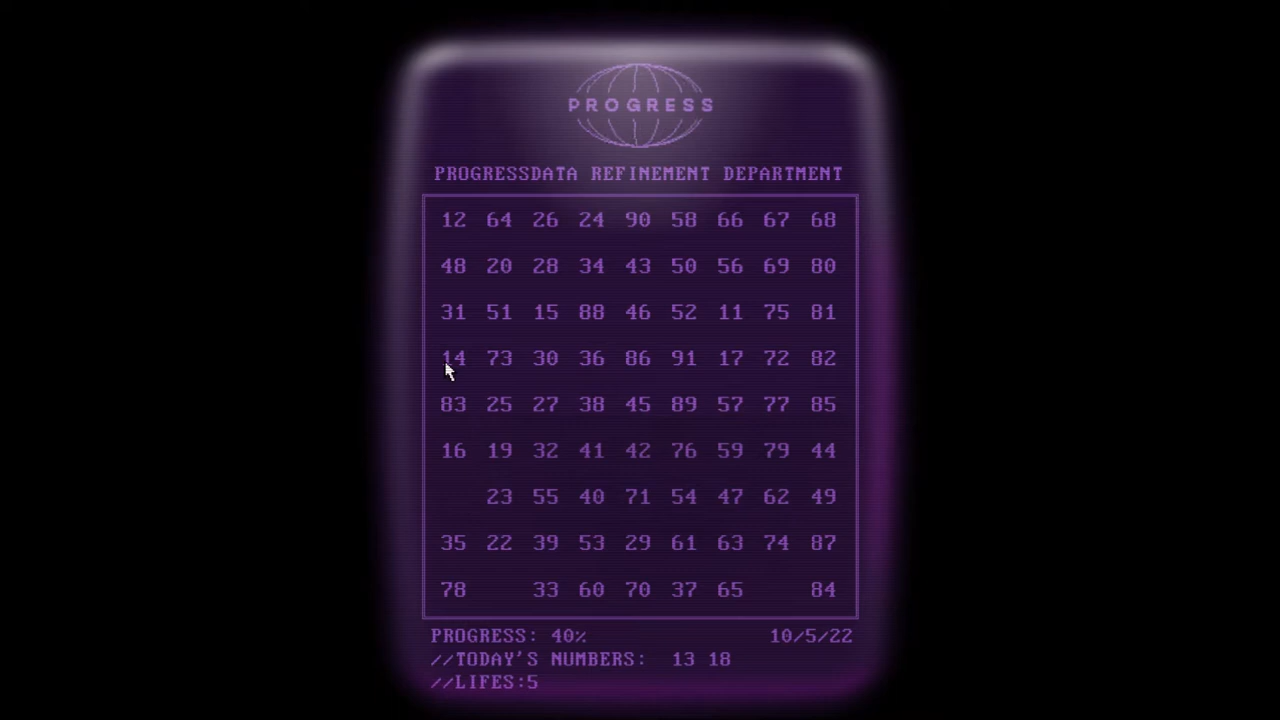 PROGRESS
PROGRESSDATA REFINEMENT DEPARTMENT
12 64 26 24 90 58 66 67 68
48 20 28 34 43 50 56 69 80
31 51 15 88 46 52 11 75 81
14 73 30 36 86 91 17 72 82
83 25 27 38 45 89 57 77 85
16 19 32 41 42 76 59 79 44
23 55 40 71 54 47 62 49
35 22 39 53 29 61 63 74 87
78 33 60 70 37 65 84
PROGRESS: 40% 10/5/22
//TODAY'S NUMBERS: 13 18
//LIFES:5